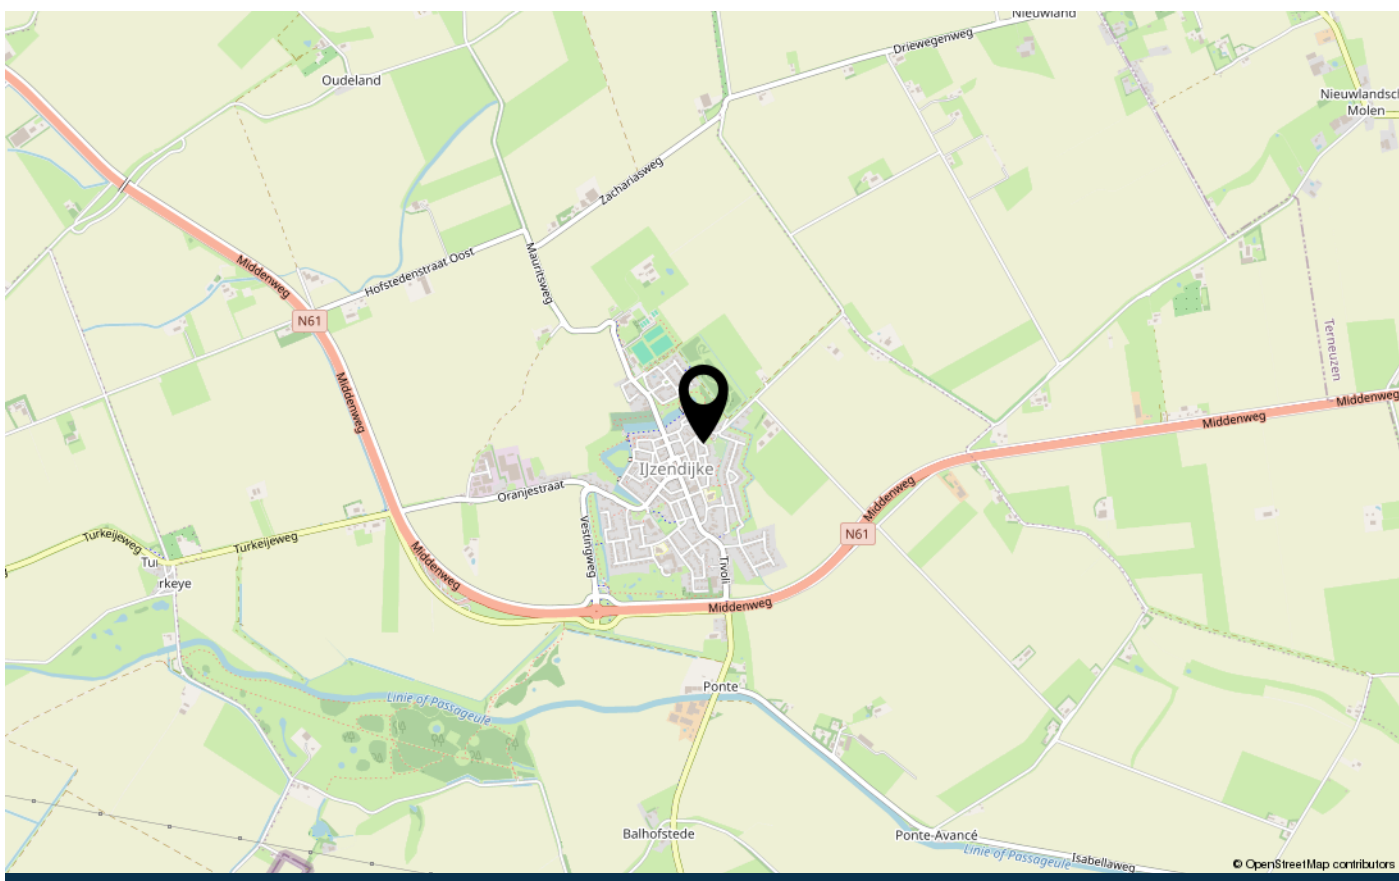 Nieuwland
Driewegenweg
Oudeland
Nieuwlandsch
Molen
Zachariasweg
Mauritsweg
Hofstedenstraat Oost
Middenweg
N61
Terneuzen
Middenweg
Middenweg
Middenweg
IJzendijke
Oranjestraat
Middenweg
N61
Vestingweg
Turkeijeweg
Turkeijeweg
Tur
rkeye
Middenweg
Tivoli
Middenweg
Ponte
Linie of Passageule
Balhofstede
Ponte-Avancé
Linie of Passageule
Isabellaweg
© OpenStreetMap contributors